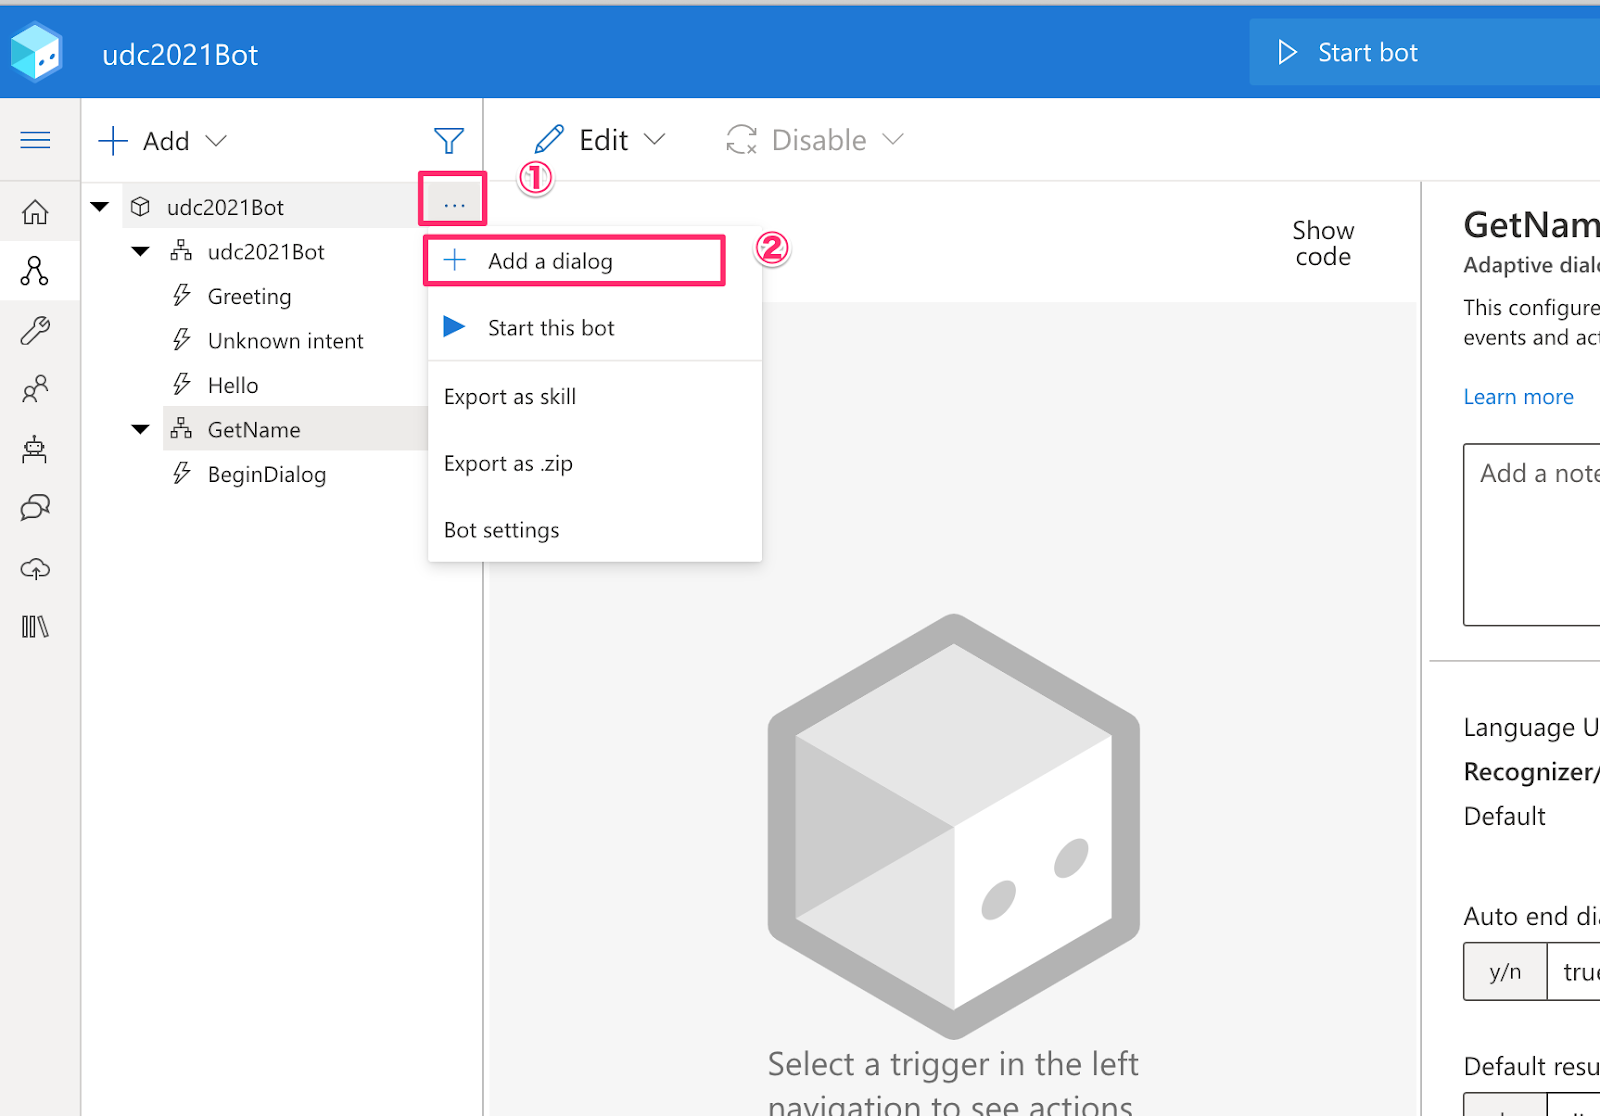 udc2021Bot
Start bot
Add
Edit
Disable
①
udc2021Bot
...
udc2021Bot
Greeting
Unknown intent
Hello
GetName
BeginDialog
②
Add a dialog
Start this bot
Export as skill
Export as .zip
Bot settings
Show
code
Select a trigger in the left
navigation to see actions
GetNam
Adaptive dial
This configure
events and act
Learn more
Add a note
Language U
Recognizer/
Default
Auto end di
y/n
true
Default resu